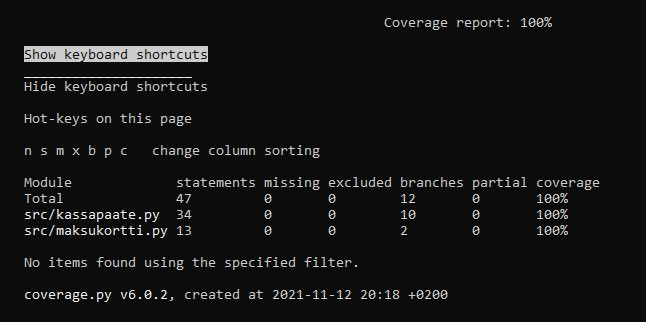 Coverage report: 100%
Show keyboard shortcuts
_____________________
Hide keyboard shortcuts
Hot-keys on this page
n s m x b p c   change column sorting
Module             statements missing excluded branches partial coverage
Total              47         0       0        12       0       100%
src/kassapaate.py  34         0       0        10       0       100%
src/maksukortti.py 13         0       0        2        0       100%
No items found using the specified filter.
coverage.py v6.0.2, created at 2021-11-12 20:18 +0200